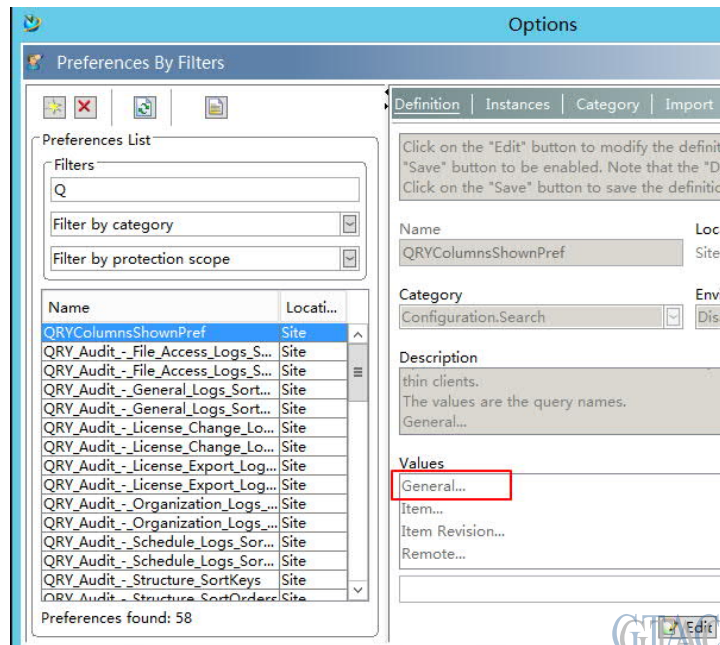 Options
Preferences By Filters
Preferences List
Filters
Q
Filter by category
Filter by protection scope
Name Locati...
QRYColumnsShownPref Site
QRY_Audit_-_File_Access_Logs_S... Site
QRY_Audit_-_File_Access_Logs_S... Site
QRY_Audit_-_General_Logs_Sort... Site
QRY_Audit_-_General_Logs_Sort... Site
QRY_Audit_-_License_Change_Lo... Site
QRY_Audit_-_License_Change_Lo... Site
QRY_Audit_-_License_Export_Log... Site
QRY_Audit_-_License_Export_Log... Site
QRY_Audit_-_Organization_Logs_... Site
QRY_Audit_-_Organization_Logs_... Site
QRY_Audit_-_Schedule_Logs_Sor... Site
QRY_Audit_-_Schedule_Logs_Sor... Site
QRY_Audit_-_Structure_SortKeys Site
QRY_Audit_-_Structure_SortOrders Site
Preferences found: 58
Definition | Instances | Category | Import
Click on the "Edit" button to modify the definit
"Save" button to be enabled. Note that the "D
Click on the "Save" button to save the definitio
Name Loca
QRYColumnsShownPref Site
Category Envi
Configuration.Search Disa
Description
thin clients.
The values are the query names.
General...
Values
General...
Item...
Item Revision...
Remote...
GTAC
Edit